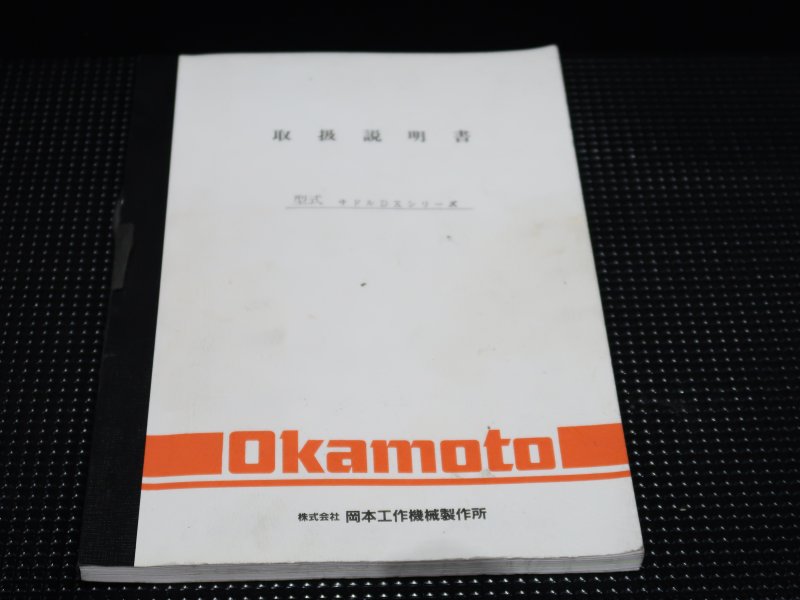 取扱説明書
型式 サドルDXシリーズ
Okamoto
株式会社 岡本工作機械製作所